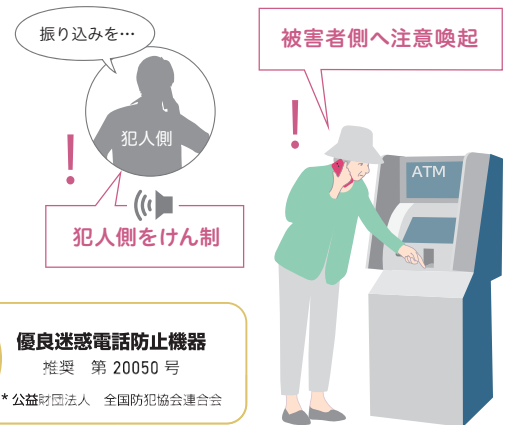 振り込みを…
被害者側へ注意喚起
犯人側
!
!
ATM
犯人側をけん制
優良迷惑電話防止機器
推奨 第 20050 号
* 公益財団法人 全国防犯協会連合会